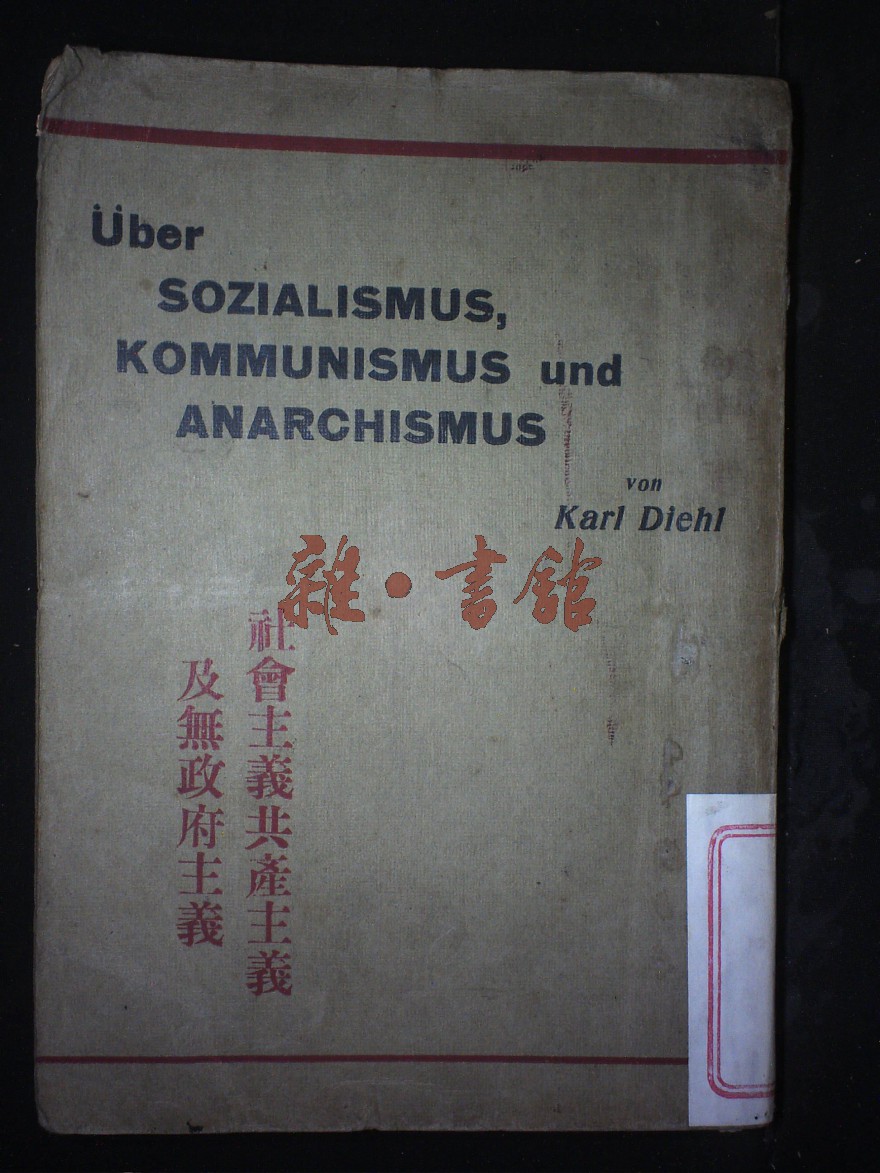 Über
SOZIALISMUS,
KOMMUNISMUS und
ANARCHISMUS
von
Karl Diehl
雜·書館
社會主義共產主義
及無政府主義